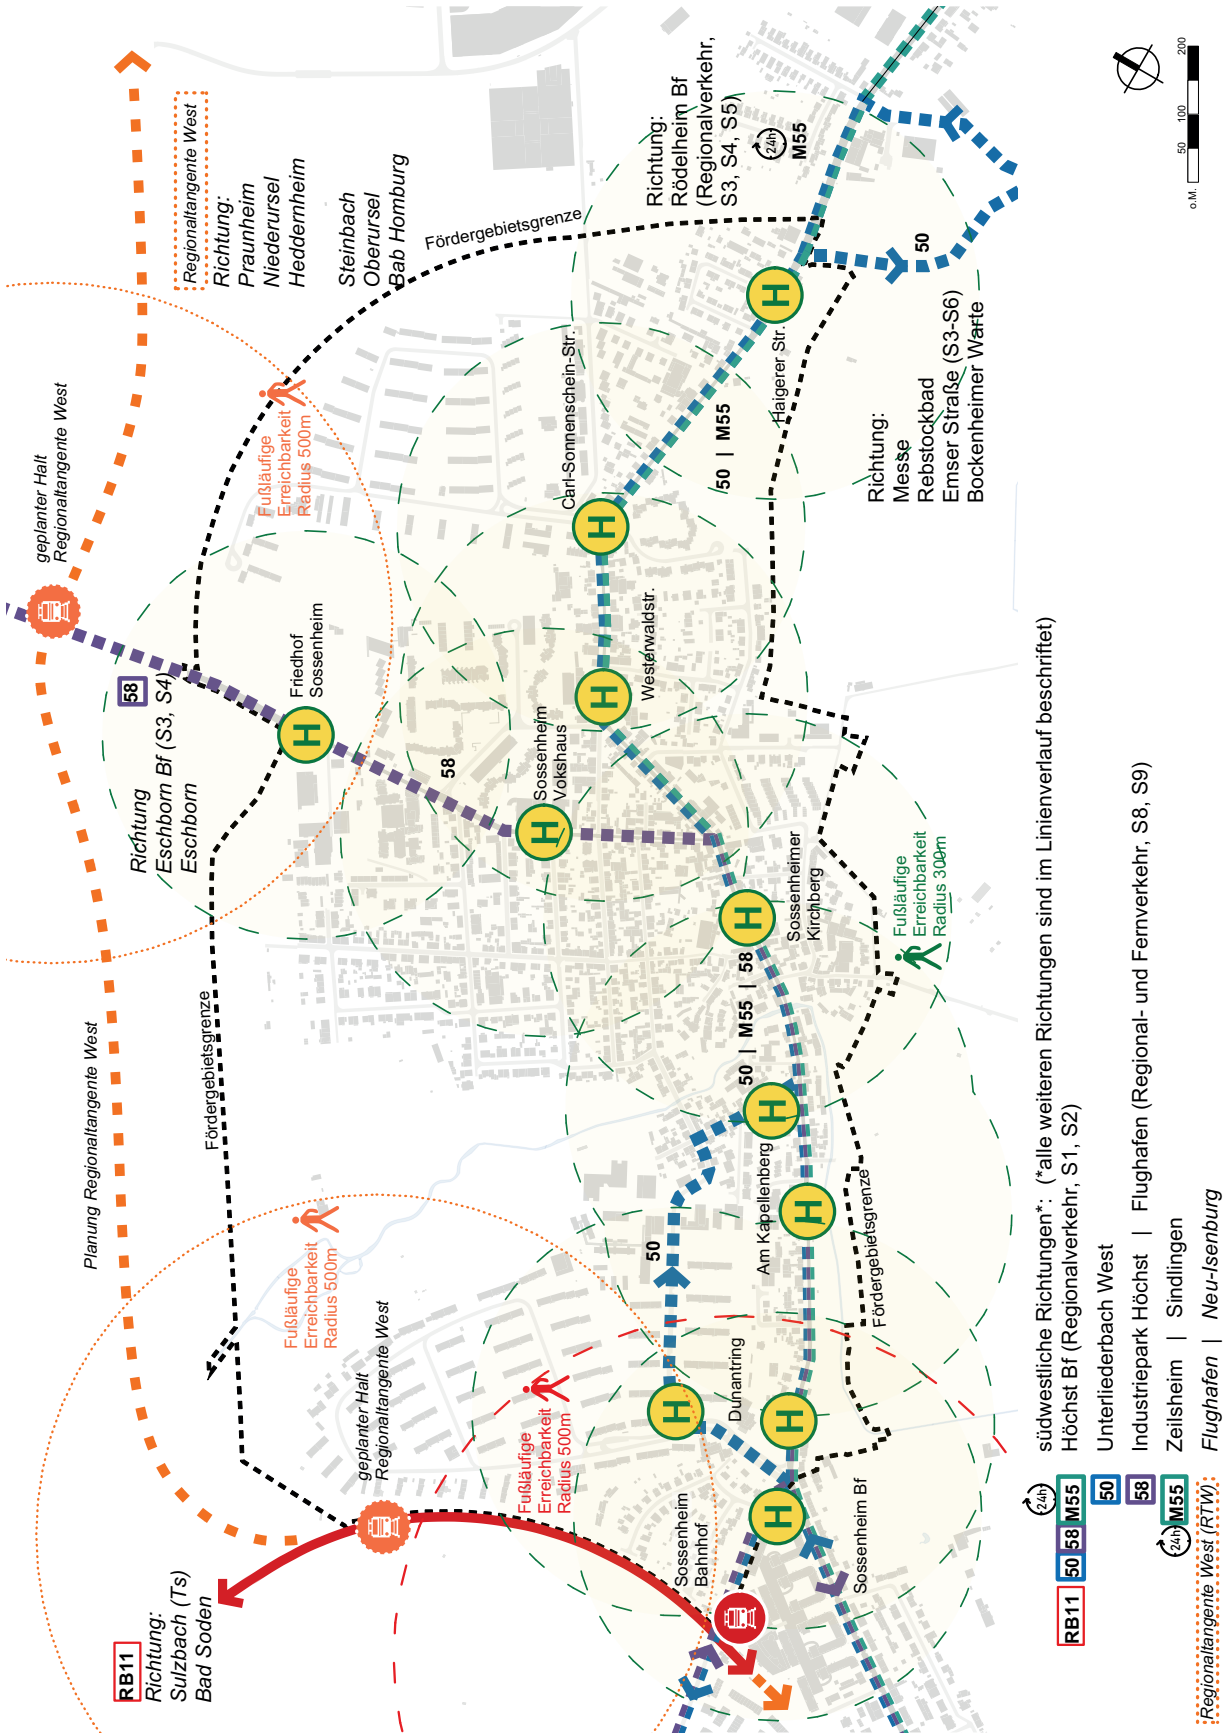 RB11
Richtung:
Sulzbach (Ts)
Bad Soden
geplanter Halt
Regionaltangente West
Planung Regionaltangente West
Fördergebietsgrenze
Fußläufige
Erreichbarkeit
Radius 500m
Richtung
Eschborn Bf (S3, S4)
Eschborn
58
geplanter Halt
Regionaltangente West
Regionaltangente West
Richtung:
Praunheim
Niederursel
Heddernheim
Steinbach
Oberursel
Bab Homburg
Fördergebietsgrenze
Fußläufige
Erreichbarkeit
Radius 500m
H
Friedhof
Sossenheim
58
H
Sossenheim
Vokshaus
Fußläufige
Erreichbarkeit
Radius 500m
Sossenheim
Bahnhof
H
Sossenheim Bf
H
Dunantring
H
50
H
Am Kapellenberg
H
50 | M55 | 58
H
Sossenheimer
Kirchberg
H
Westerwaldstr.
H
Carl-Sonnenschein-Str.
50 | M55
H
Haigerer Str.
Richtung:
Rödelheim Bf
(Regionalverkehr,
S3, S4, S5)
24h
M55
50
Richtung:
Messe
Rebstockbad
Emser Straße (S3-S6)
Bockenheimer Warte
Fördergebietsgrenze
Fußläufige
Erreichbarkeit
Radius 300m
o.M. 50 100 200
südwestliche Richtungen*: (*alle weiteren Richtungen sind im Linienverlauf beschriftet)
24h
RB11 50 58 M55 Höchst Bf (Regionalverkehr, S1, S2)
50 Unterliederbach West
58 Industriepark Höchst | Flughafen (Regional- und Fernverkehr, S8, S9)
24h M55 Zeilsheim | Sindlingen
Regionaltangente West (RTW) Flughafen | Neu-Isenburg